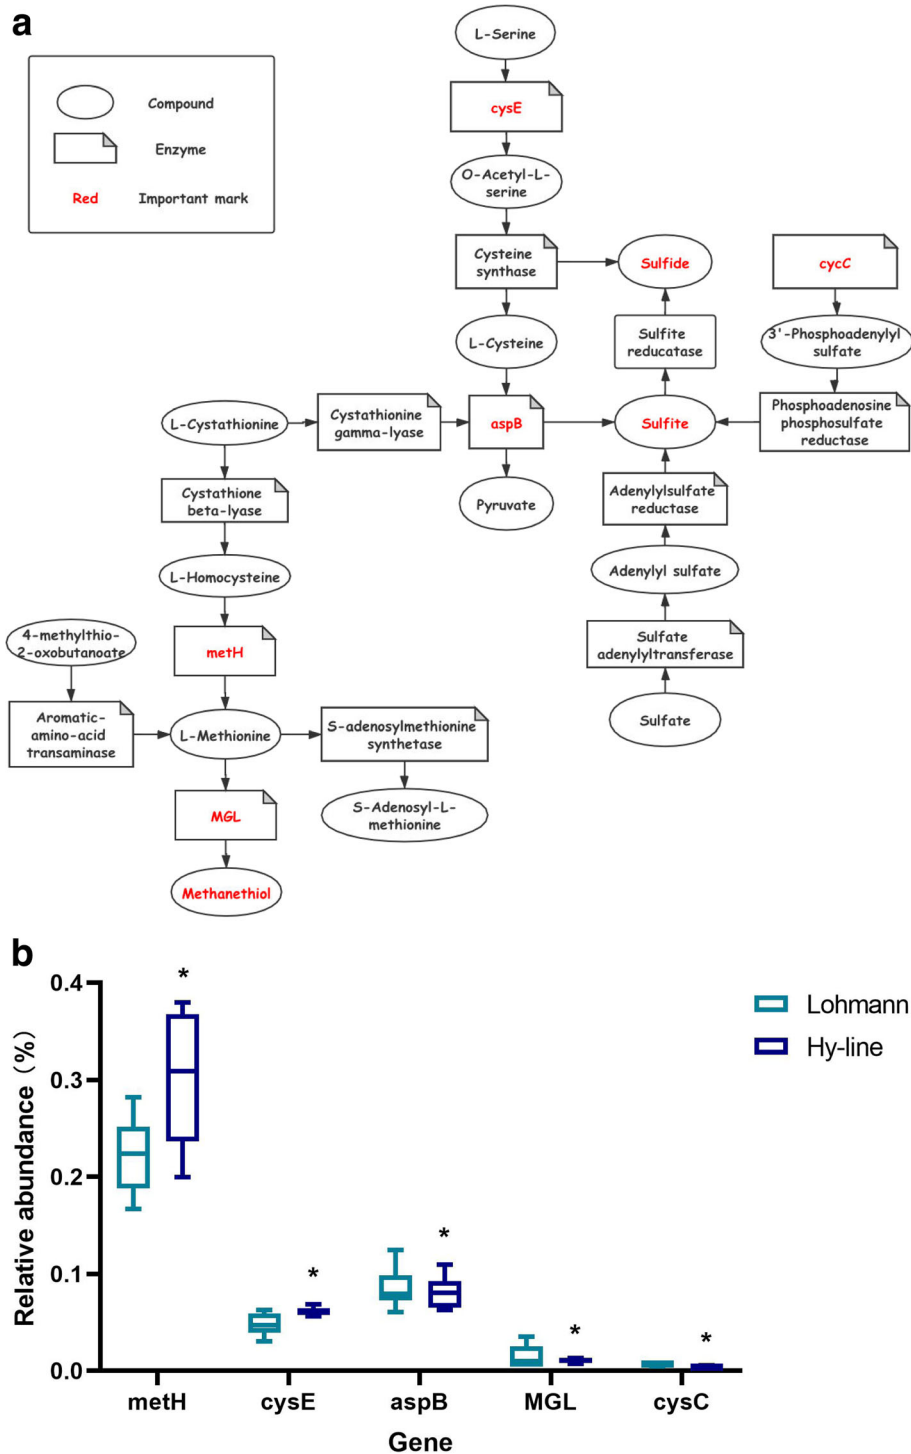 a
L-Serine
Compound
Enzyme
Red Important mark
cysE
O-Acetyl-L-
serine
Cysteine
synthase
Sulfide
cycC
L-Cysteine
Sulfite
reducatase
3'-Phosphoadenylyl
sulfate
L-Cystathionine
Cystathionine
gamma-lyase
aspB
Sulfite
Phosphoadenosine
phosphosulfate
reductase
Cystathione
beta-lyase
Pyruvate
Adenylylsulfate
reductase
L-Homocysteine
Adenylyl sulfate
4-methylthio-
2-oxobutanoate
metH
Sulfate
adenylyltransferase
Aromatic-
amino-acid
transaminase
L-Methionine
S-adenosylmethionine
synthetase
Sulfate
MGL
S-Adenosyl-L-
methionine
Methanethiol
b
Relative abundance (%)
0.4
0.3
0.2
0.1
0.0
*
*
*
*
*
Lohmann
Hy-line
metH cysE aspB MGL cysC
Gene